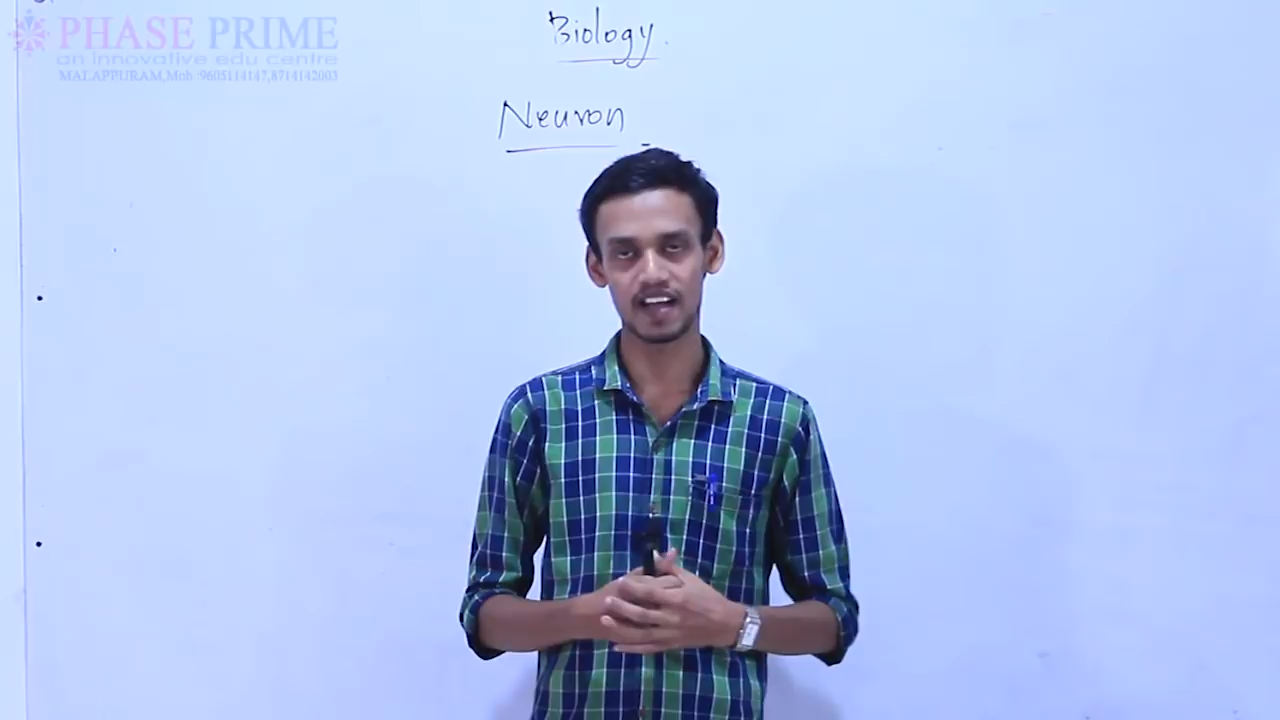 PHASE PRIME
an innovative edu centre
MALAPPURAM,Mob :9605114147,8714142003
Biology.
Neuron